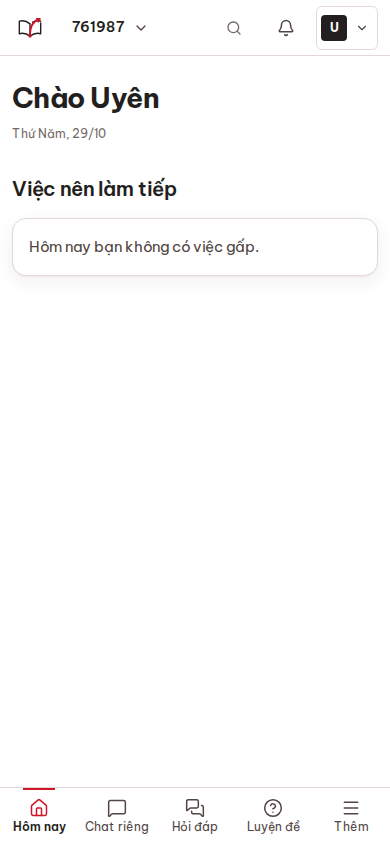 761987
U
Chào Uyên
Thứ Năm, 29/10
Việc nên làm tiếp
Hôm nay bạn không có việc gấp.
Hôm nay
Chat riêng
Hỏi đáp
Luyện đề
Thêm